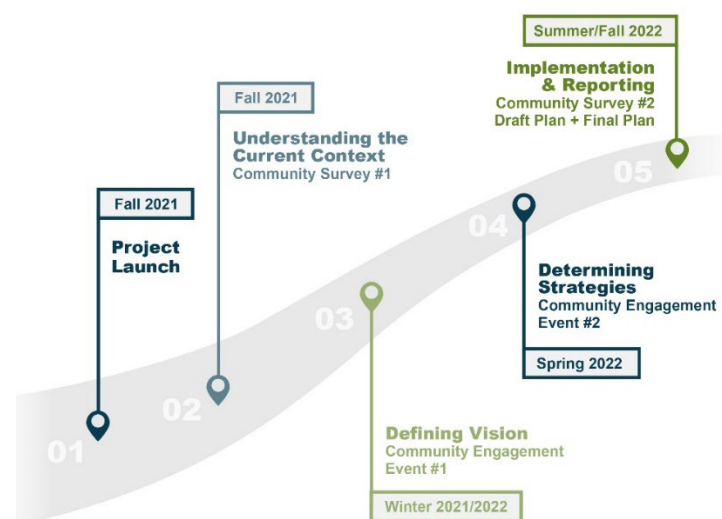 Fall 2021
Project
Launch
01
Fall 2021
Understanding the
Current Context
Community Survey #1
02
03
Defining Vision
Community Engagement
Event #1
Winter 2021/2022
04
Determining
Strategies
Community Engagement
Event #2
Spring 2022
Summer/Fall 2022
Implementation
& Reporting
Community Survey #2
Draft Plan + Final Plan
05